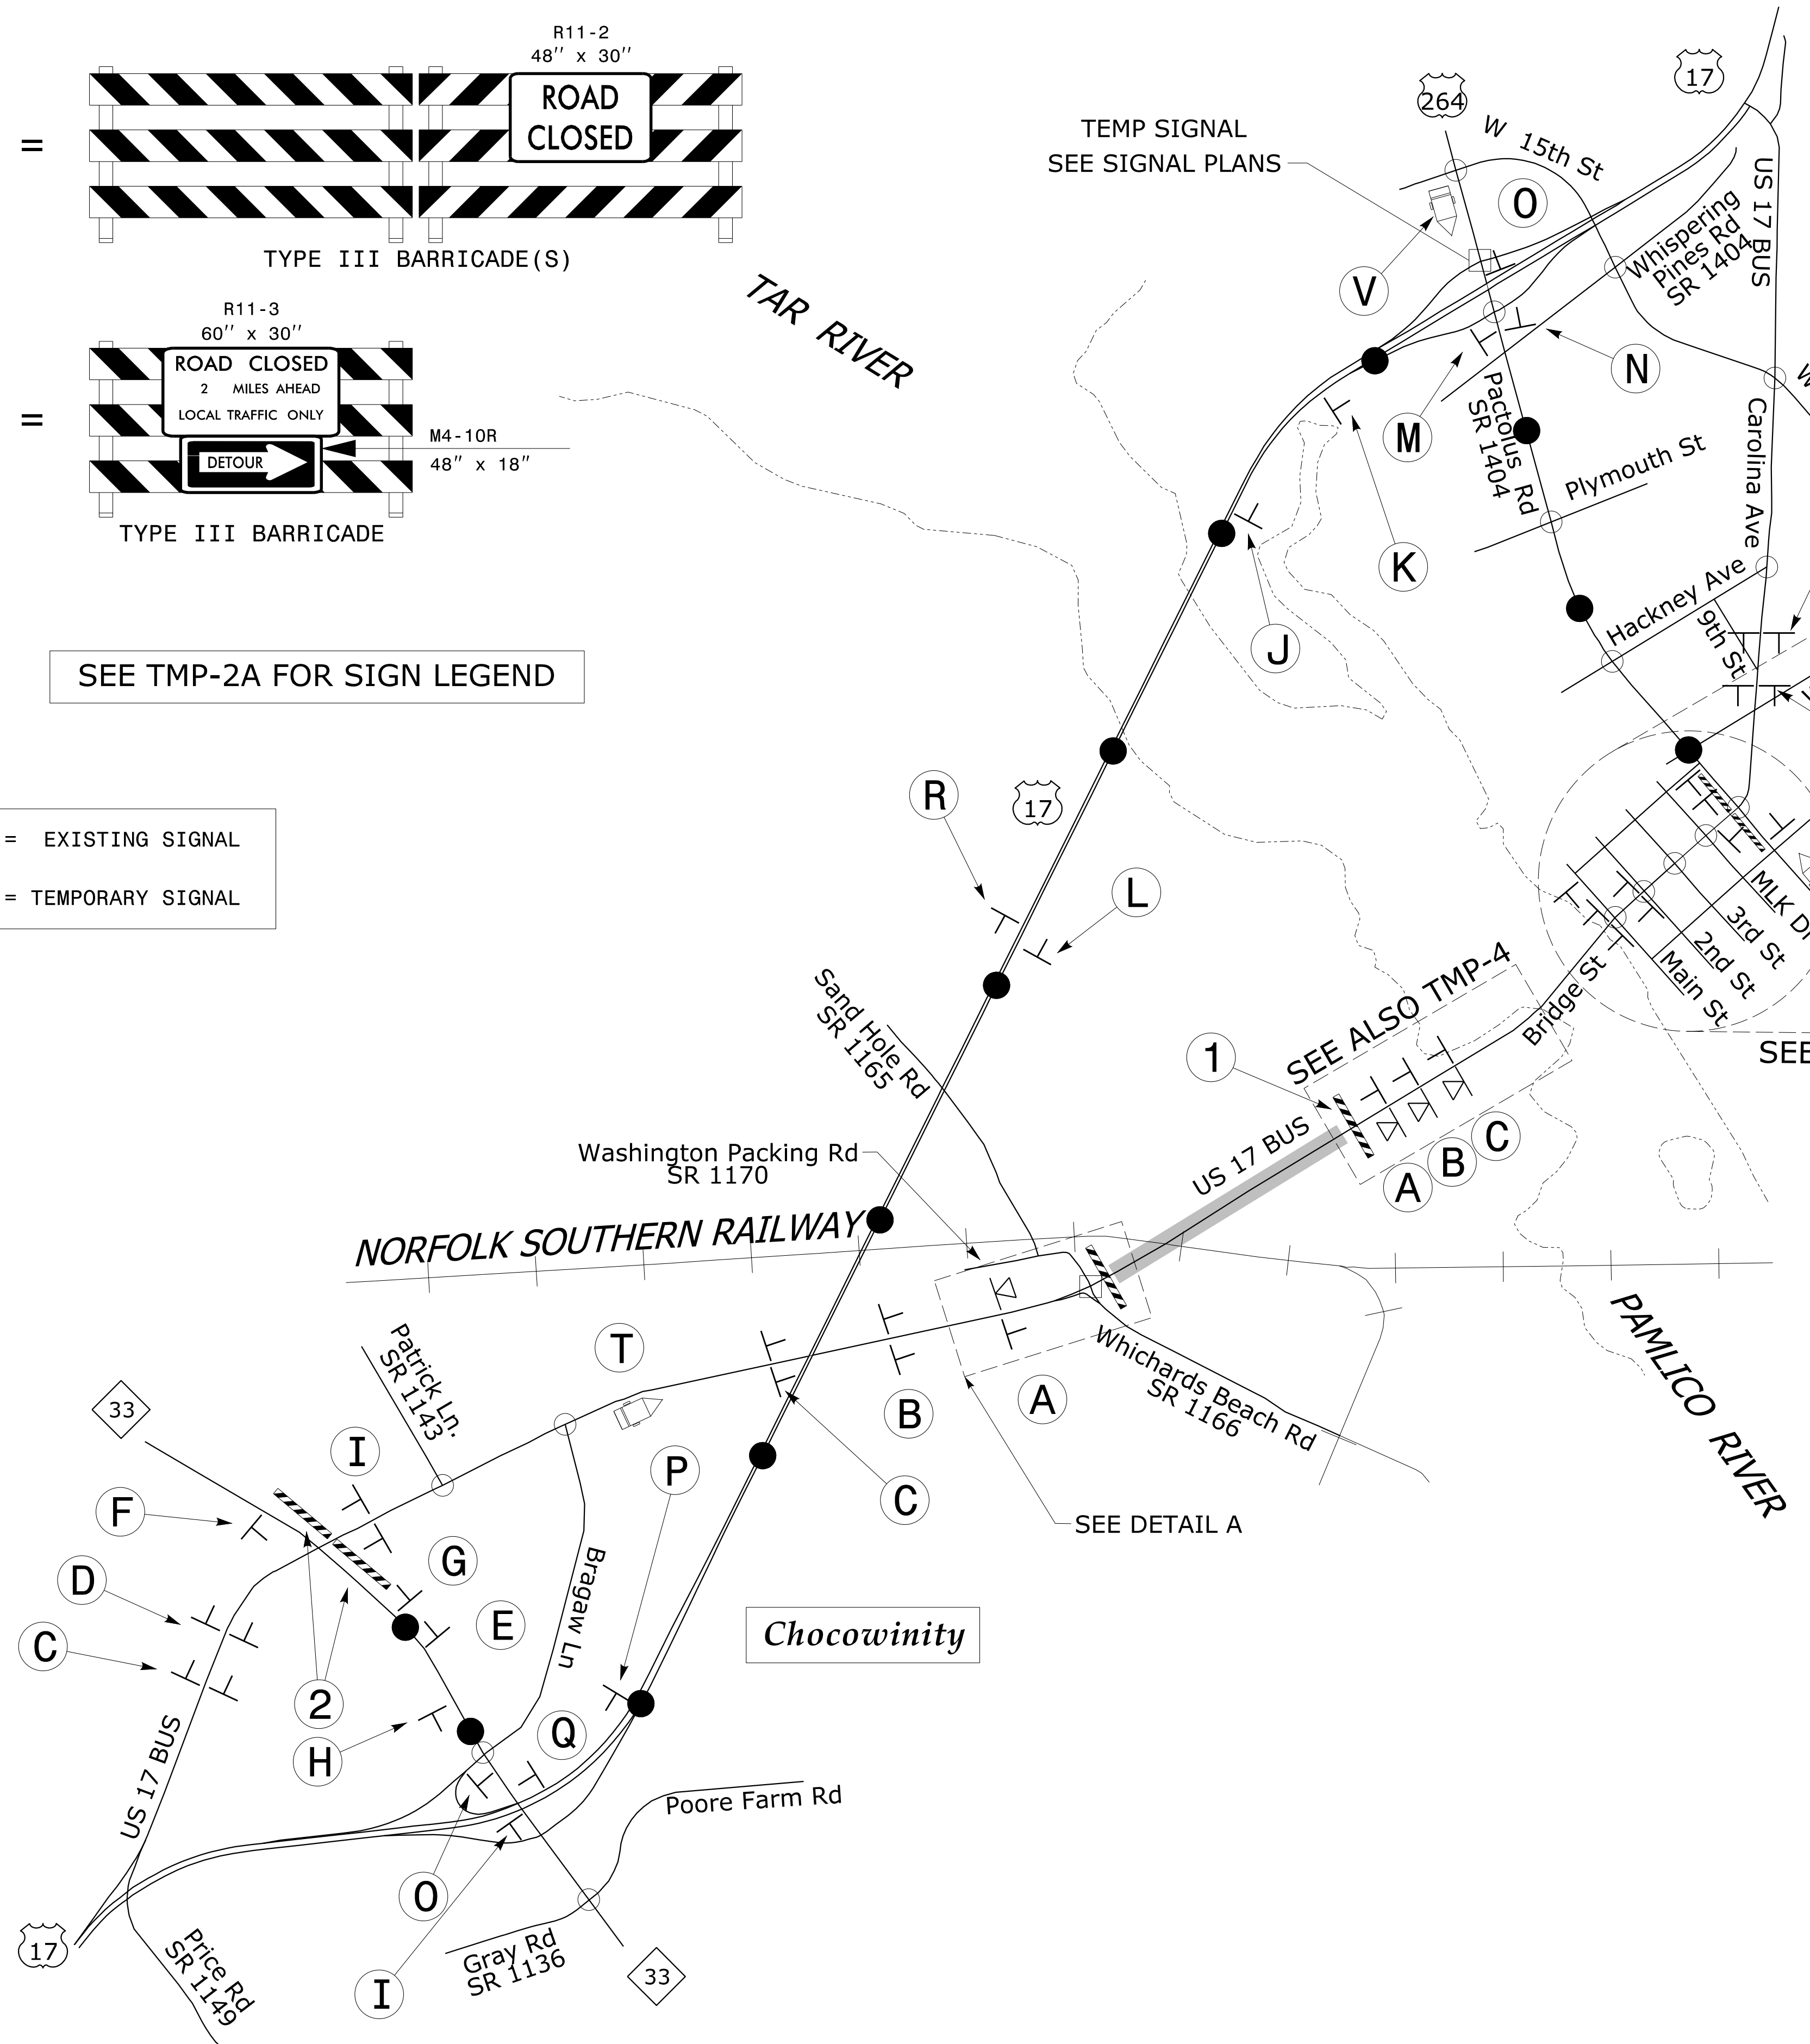 R11-2
48" x 30"
ROAD
CLOSED
=
TYPE III BARRICADE(S)
R11-3
60" x 30"
ROAD CLOSED
2 MILES AHEAD
LOCAL TRAFFIC ONLY
DETOUR
=
M4-10R
48" x 18"
TYPE III BARRICADE
SEE TMP-2A FOR SIGN LEGEND
= EXISTING SIGNAL
= TEMPORARY SIGNAL
TAR RIVER
TEMP SIGNAL
SEE SIGNAL PLANS
264
17
W 15th St
O
V
Whispering
Pines Rd
SR 1404
US 17 BUS
N
M
K
J
Pactolus Rd
SR 1404
Plymouth St
Carolina Ave
Hackney Ave
9th St
R
17
L
MLK Dr
3rd St
2nd St
Main St
Bridge St
SEE
SEE ALSO TMP-4
1
Sand Hole Rd
SR 1165
US 17 BUS
A
B
C
Washington Packing Rd
SR 1170
NORFOLK SOUTHERN RAILWAY
PAMLICO RIVER
Whichards Beach Rd
SR 1166
A
B
C
T
SEE DETAIL A
Patrick Ln.
SR 1143
33
I
F
P
G
D
E
C
2
H
Q
Bragaw Ln
Chocowinity
US 17 BUS
Poore Farm Rd
O
17
Price Rd
SR 1149
Gray Rd
SR 1136
I
33